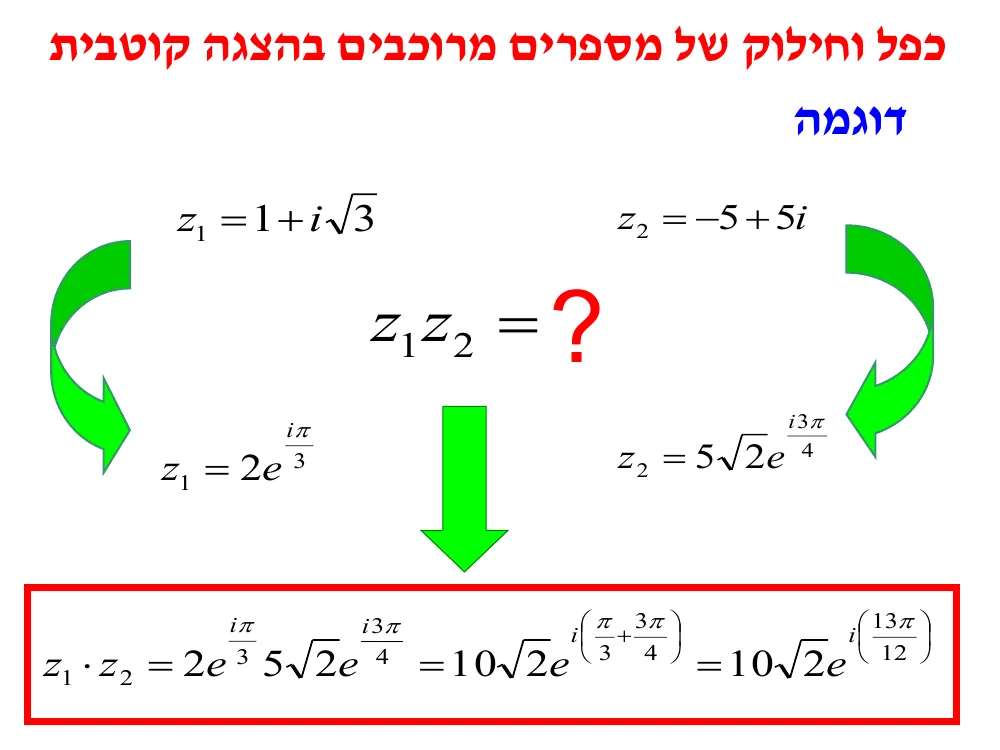 כפל וחילוק של מספרים מרוכבים בהצגה קוטבית
דוגמה
z₁ = 1 + i√3
z₂ = −5 + 5i
z₁z₂ = ?
z₁ = 2e^(iπ/3)
z₂ = 5√2e^(i3π/4)
z₁ · z₂ = 2e^(iπ/3) 5√2e^(i3π/4) = 10√2e^(i(π/3 + 3π/4)) = 10√2e^(i(13π/12))